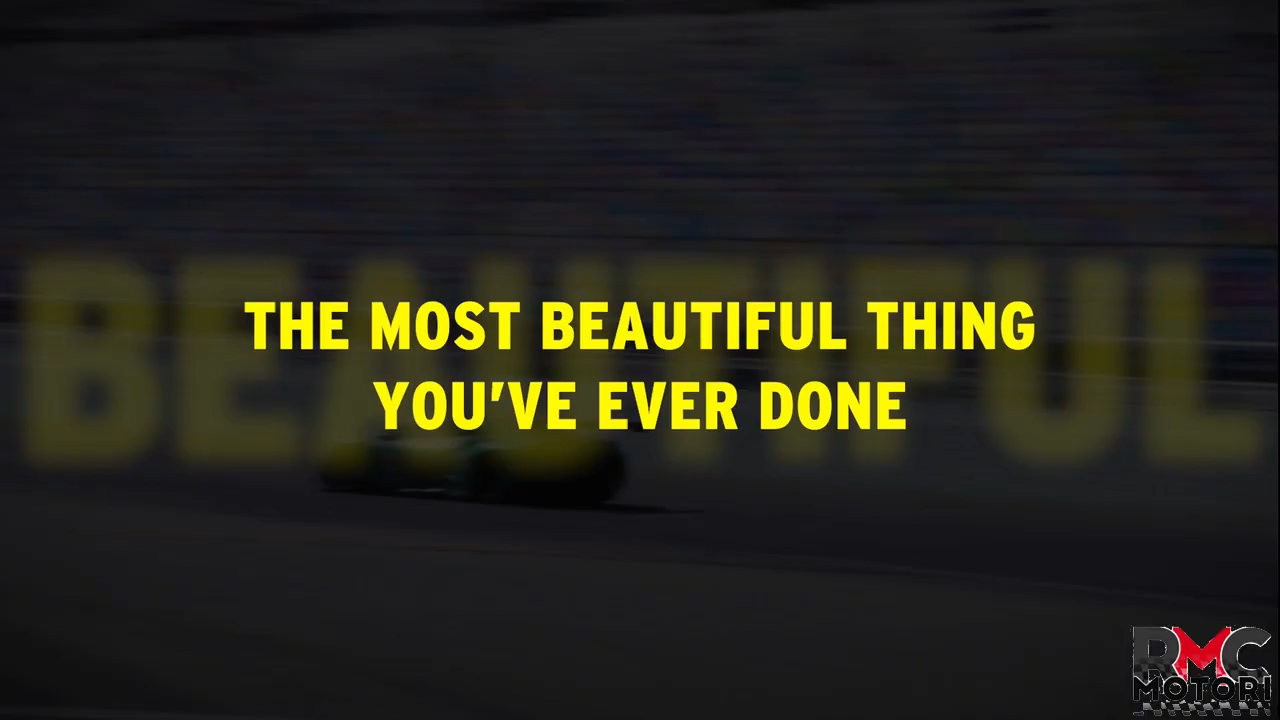 BEAUTIFUL
THE MOST BEAUTIFUL THING
YOU'VE EVER DONE
RMC
MOTORI